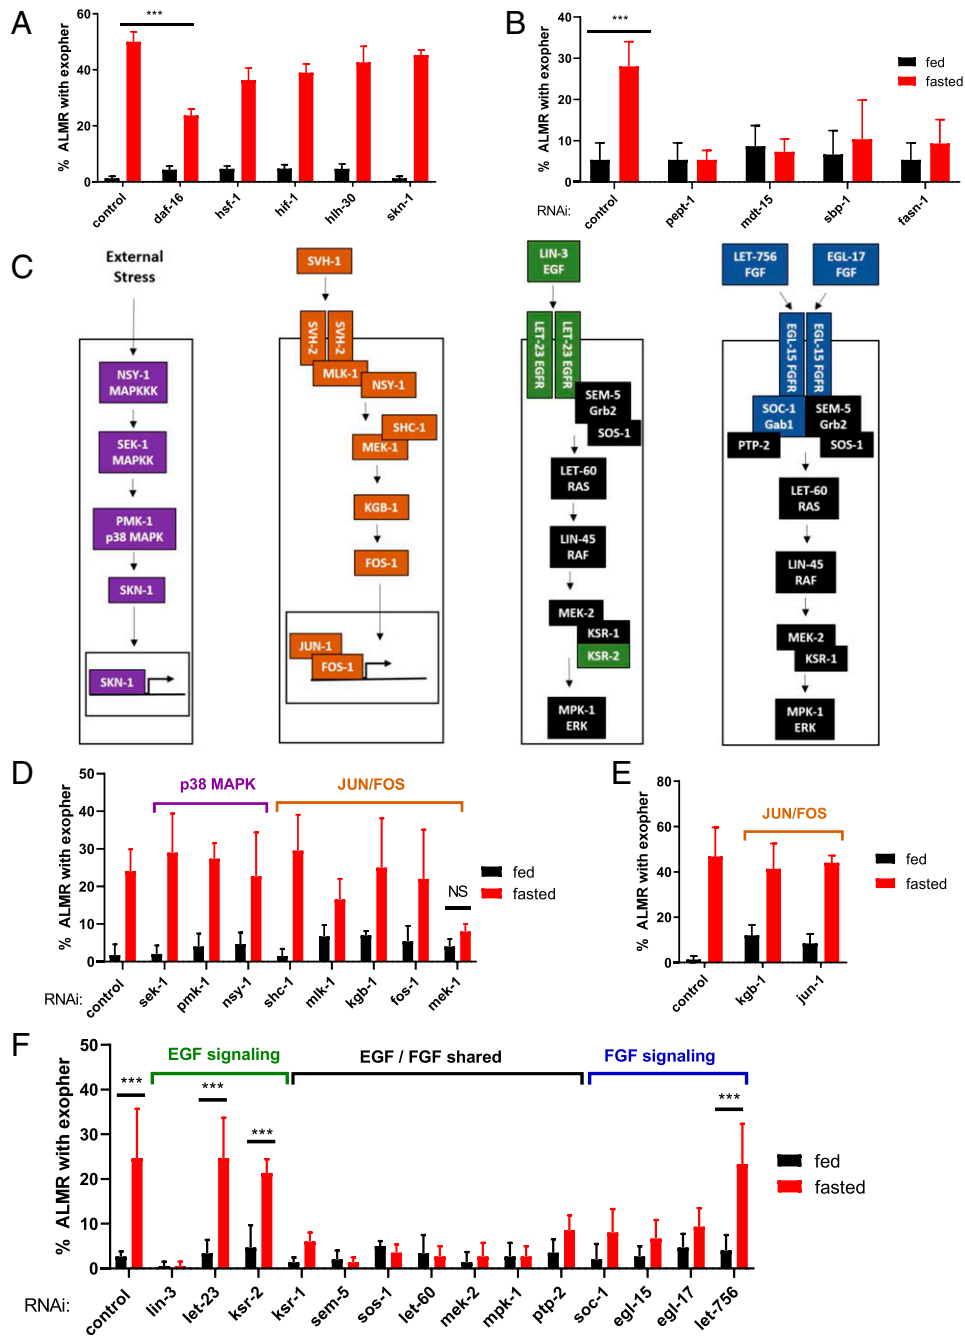 A
60
40
20
0
% ALMR with exopher
***
control
daf-16
hsf-1
hif-1
hlh-30
skn-1
B
40
30
20
10
0
% ALMR with exopher
***
fed
fasted
RNAi:
control
pept-1
mdt-15
sbp-1
fasn-1
C
External
Stress
NSY-1
MAPKKK
SEK-1
MAPKK
PMK-1
p38 MAPK
SKN-1
SKN-1
SVH-1
SVH-2
SVH-2
MLK-1
NSY-1
SHC-1
MEK-1
KGB-1
FOS-1
JUN-1
FOS-1
LIN-3
EGF
LET-23 EGFR
LET-23 EGFR
SEM-5
Grb2
SOS-1
LET-60
RAS
LIN-45
RAF
MEK-2
KSR-1
KSR-2
MPK-1
ERK
LET-756
FGF
EGL-17
FGF
EGL-15 FGFR
EGL-15 FGFR
SOC-1
Gab1
SEM-5
Grb2
PTP-2
SOS-1
LET-60
RAS
LIN-45
RAF
MEK-2
KSR-1
MPK-1
ERK
D
50
40
30
20
10
0
% ALMR with exopher
p38 MAPK
JUN/FOS
NS
fed
fasted
RNAi:
control
sek-1
pmk-1
nsy-1
shc-1
mlk-1
kgb-1
fos-1
mek-1
E
80
60
40
20
0
% ALMR with exopher
JUN/FOS
fed
fasted
control
kgb-1
jun-1
F
50
40
30
20
10
0
% ALMR with exopher
EGF signaling
EGF / FGF shared
FGF signaling
***
***
***
***
fed
fasted
RNAi:
control
lin-3
let-23
ksr-2
ksr-1
sem-5
sos-1
let-60
mek-2
mpk-1
ptp-2
soc-1
egl-15
egl-17
let-756